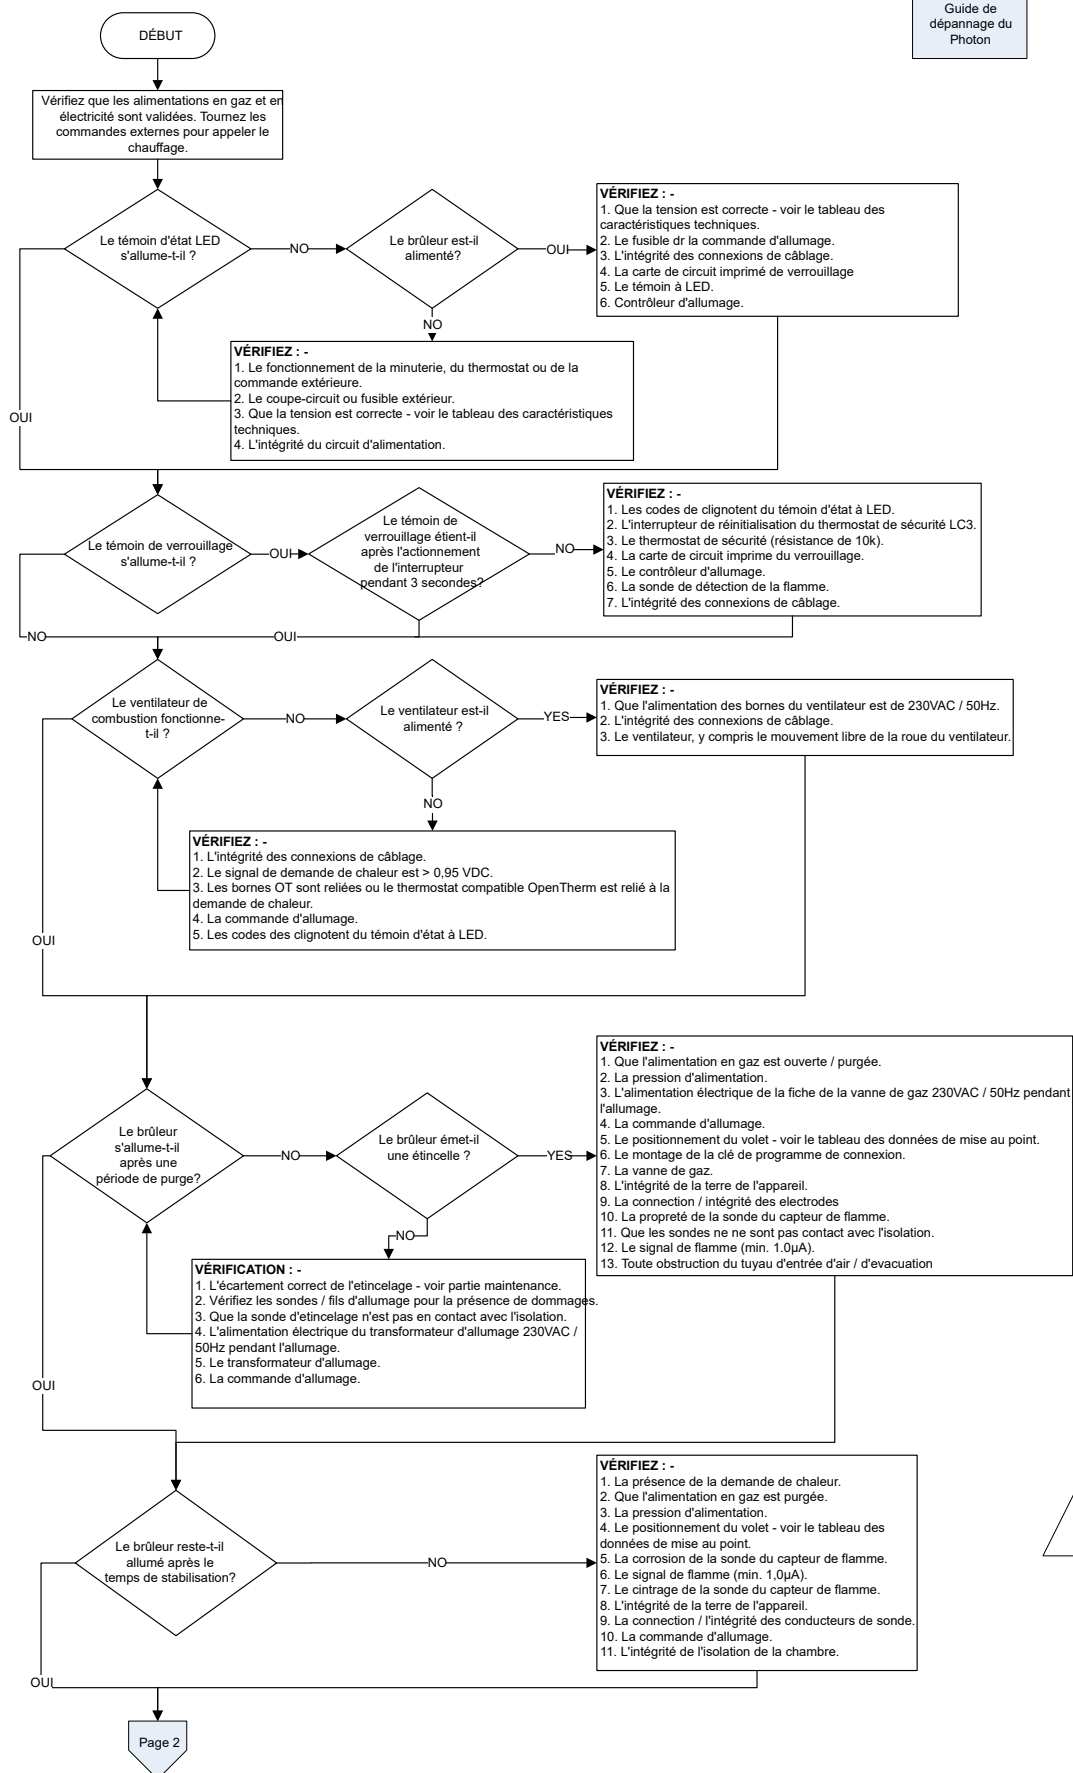 Guide de
dépannage du
Photon
DÉBUT
Vérifiez que les alimentations en gaz et en
électricité sont validées. Tournez les
commandes externes pour appeler le
chauffage.
Le témoin d'état LED
s'allume-t-il ?
NO
Le brûleur est-il
alimenté?
OUI
VÉRIFIEZ : -
1. Que la tension est correcte - voir le tableau des
caractéristiques techniques.
2. Le fusible dr la commande d'allumage.
3. L'intégrité des connexions de câblage.
4. La carte de circuit imprimé de verrouillage
5. Le témoin à LED.
6. Contrôleur d'allumage.
NO
VÉRIFIEZ : -
1. Le fonctionnement de la minuterie, du thermostat ou de la
commande extérieure.
2. Le coupe-circuit ou fusible extérieur.
3. Que la tension est correcte - voir le tableau des caractéristiques
techniques.
4. L'intégrité du circuit d'alimentation.
OUI
Le témoin de verrouillage
s'allume-t-il ?
OUI
Le témoin de
verrouillage étient-il
après l'actionnement
de l'interrupteur
pendant 3 secondes?
NO
VÉRIFIEZ : -
1. Les codes de clignotent du témoin d'état à LED.
2. L'interrupteur de réinitialisation du thermostat de sécurité LC3.
3. Le thermostat de sécurité (résistance de 10k).
4. La carte de circuit imprime du verrouillage.
5. Le contrôleur d'allumage.
6. La sonde de détection de la flamme.
7. L'intégrité des connexions de câblage.
NO
OUI
Le ventilateur de
combustion fonctionne-
t-il ?
NO
Le ventilateur est-il
alimenté ?
YES
VÉRIFIEZ : -
1. Que l'alimentation des bornes du ventilateur est de 230VAC / 50Hz.
2. L'intégrité des connexions de câblage.
3. Le ventilateur, y compris le mouvement libre de la roue du ventilateur.
NO
VÉRIFIEZ : -
1. L'intégrité des connexions de câblage.
2. Le signal de demande de chaleur est > 0,95 VDC.
3. Les bornes OT sont reliées ou le thermostat compatible OpenTherm est relié à la
demande de chaleur.
4. La commande d'allumage.
5. Les codes des clignotent du témoin d'état à LED.
OUI
Le brûleur
s'allume-t-il
après une
période de purge?
NO
Le brûleur émet-il
une étincelle ?
YES
VÉRIFIEZ : -
1. Que l'alimentation en gaz est ouverte / purgée.
2. La pression d'alimentation.
3. L'alimentation électrique de la fiche de la vanne de gaz 230VAC / 50Hz pendant
l'allumage.
4. La commande d'allumage.
5. Le positionnement du volet - voir le tableau des données de mise au point.
6. Le montage de la clé de programme de connexion.
7. La vanne de gaz.
8. L'intégrité de la terre de l'appareil.
9. La connection / intégrité des electrodes
10. La propreté de la sonde du capteur de flamme.
11. Que les sondes ne ne sont pas contact avec l'isolation.
12. Le signal de flamme (min. 1.0µA).
13. Toute obstruction du tuyau d'entrée d'air / d'evacuation
NO
VÉRIFICATION : -
1. L'écartement correct de l'etincelage - voir partie maintenance.
2. Vérifiez les sondes / fils d'allumage pour la présence de dommages.
3. Que la sonde d'etincelage n'est pas en contact avec l'isolation.
4. L'alimentation électrique du transformateur d'allumage 230VAC /
50Hz pendant l'allumage.
5. Le transformateur d'allumage.
6. La commande d'allumage.
OUI
Le brûleur reste-t-il
allumé après le
temps de stabilisation?
NO
VÉRIFIEZ : -
1. La présence de la demande de chaleur.
2. Que l'alimentation en gaz est purgée.
3. La pression d'alimentation.
4. Le positionnement du volet - voir le tableau des
données de mise au point.
5. La corrosion de la sonde du capteur de flamme.
6. Le signal de flamme (min. 1,0µA).
7. Le cintrage de la sonde du capteur de flamme.
8. L'intégrité de la terre de l'appareil.
9. La connection / l'intégrité des conducteurs de sonde.
10. La commande d'allumage.
11. L'intégrité de l'isolation de la chambre.
OUI
Page 2